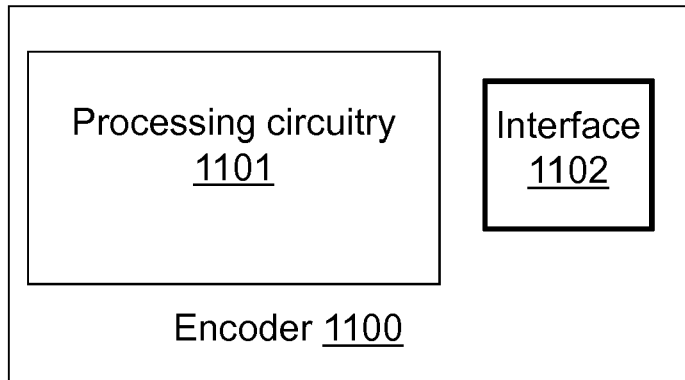 Processing circuitry
1101
Interface
1102
Encoder 1100